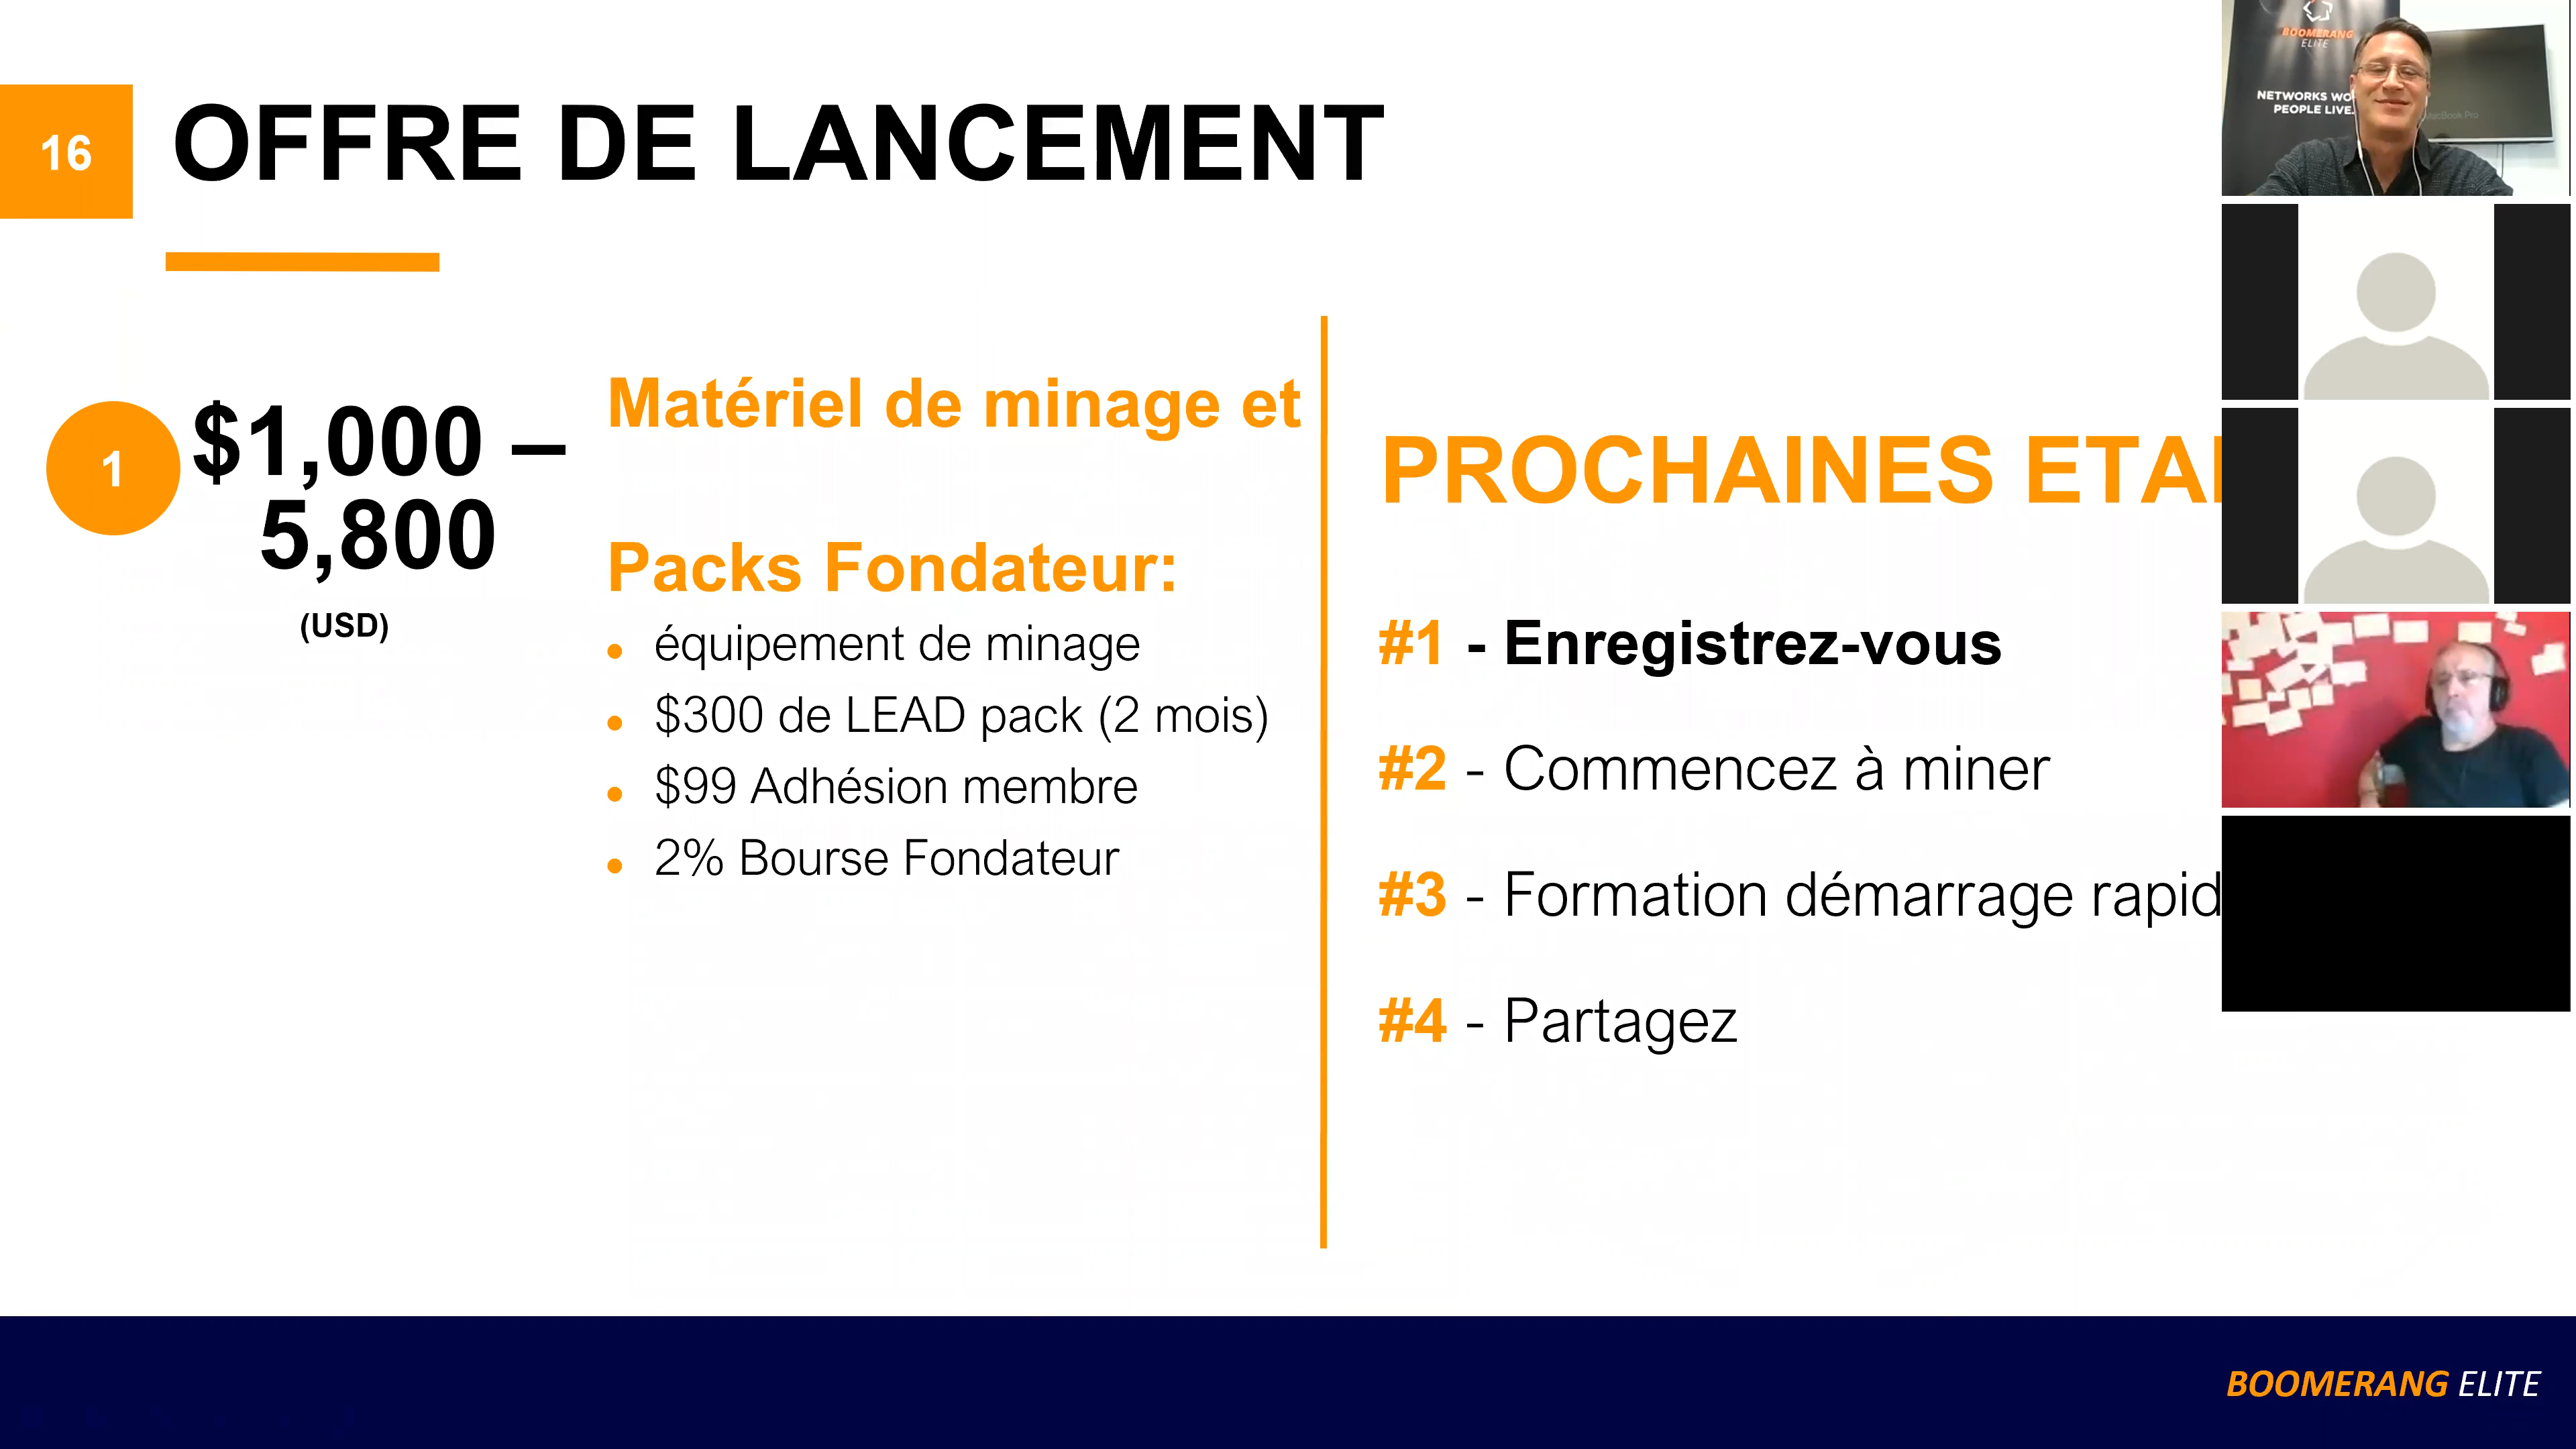 16
OFFRE DE LANCEMENT
1
$1,000 –
5,800
(USD)
Matériel de minage et
Packs Fondateur:
• équipement de minage
• $300 de LEAD pack (2 mois)
• $99 Adhésion membre
• 2% Bourse Fondateur
PROCHAINES
#1 - Enregistrez-vous
#2 - Commencez à miner
#3 - Formation démarrage rapid
#4 - Partagez
BOOMERANG
ELITE
NETWORKS WO
PEOPLE LIVE.
MacBook Pro
BOOMERANG ELITE